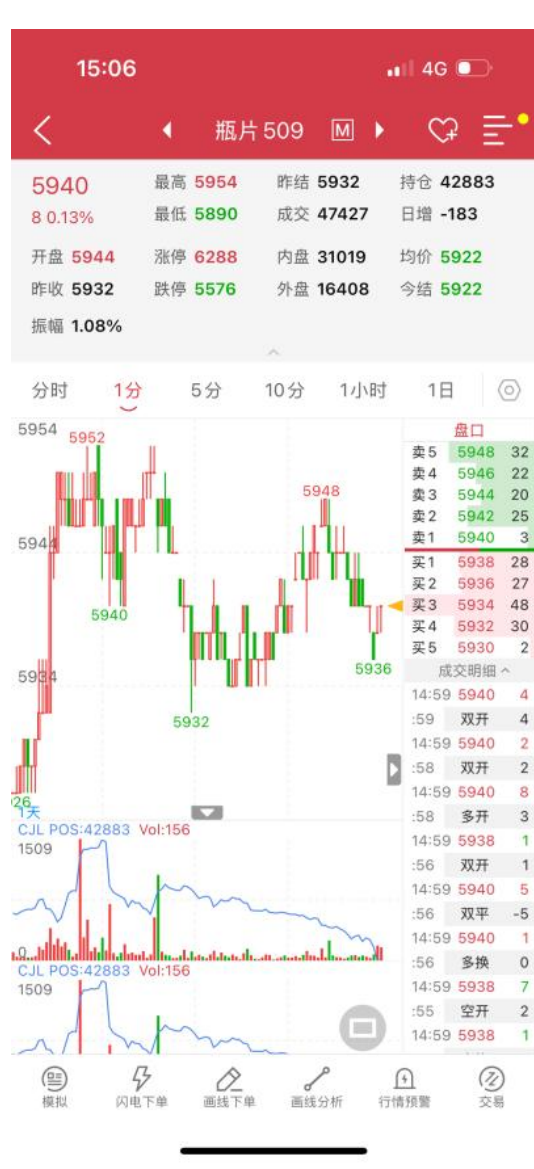 15:06
4G
瓶片509 M
5940
8 0.13%
最高 5954 昨结 5932 持仓 42883
最低 5890 成交 47427 日增 -183
开盘 5944 涨停 6288 内盘 31019 均价 5922
昨收 5932 跌停 5576 外盘 16408 今结 5922
振幅 1.08%
分时 1分 5分 10分 1小时 1日
5954
5952
5948
5944
5940
5936
5934
5932
26
1天
CJL POS:42883 Vol:156
1509
0
CJL POS:42883 Vol:156
1509
盘口
卖5 5948 32
卖4 5946 22
卖3 5944 20
卖2 5942 25
卖1 5940 3
买1 5938 28
买2 5936 27
买3 5934 48
买4 5932 30
买5 5930 2
成交明细
14:59 5940 4
:59 双开 4
14:59 5940 2
:58 双开 2
14:59 5940 8
:58 多开 3
14:59 5938 1
:56 双开 1
14:59 5940 5
:56 双平 -5
14:59 5940 1
:56 多换 0
14:59 5938 7
:55 空开 2
14:59 5938 1
模拟 闪电下单 画线下单 画线分析 行情预警 交易